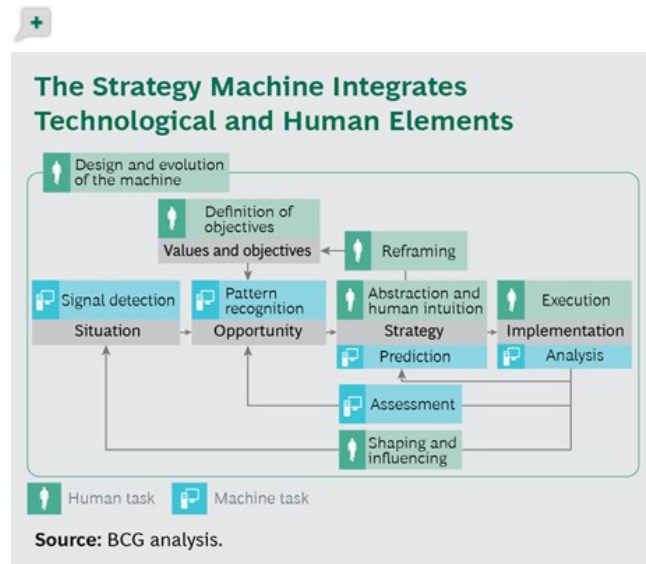 The Strategy Machine Integrates
Technological and Human Elements
Design and evolution
of the machine
Definition of
objectives
Values and objectives
Reframing
Signal detection
Situation
Pattern
recognition
Opportunity
Abstraction and
human intuition
Strategy
Prediction
Execution
Implementation
Analysis
Assessment
Shaping and
influencing
Human task
Machine task
Source: BCG analysis.